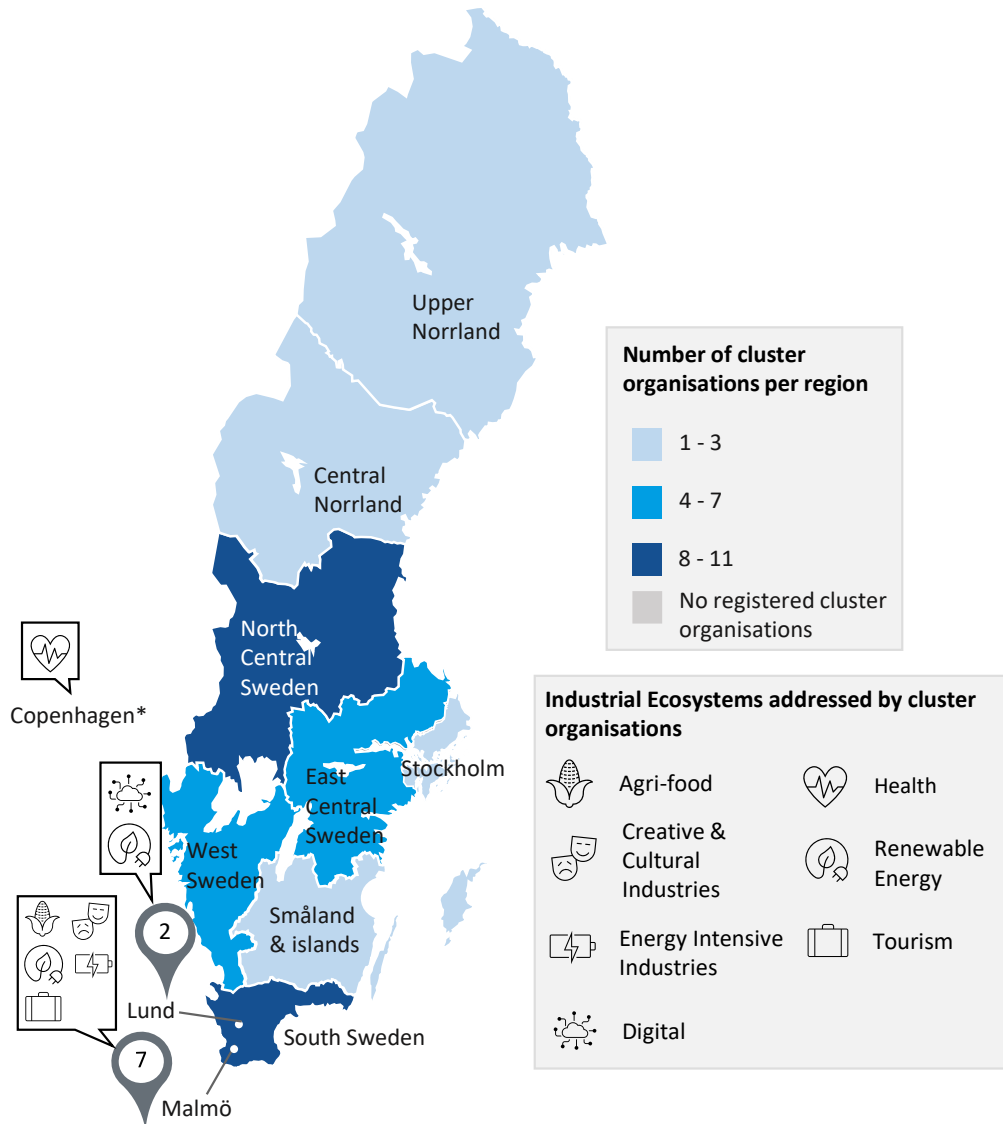 Upper
Norrland
Number of cluster
organisations per region
1 - 3
4 - 7
8 - 11
No registered cluster
organisations
Central
Norrland
North
Central
Sweden
Copenhagen*
Stockholm
East
Central
Sweden
West
Sweden
Småland
& islands
2
Lund
South Sweden
7
Malmö
Industrial Ecosystems addressed by cluster
organisations
Agri-food
Health
Creative &
Cultural
Industries
Renewable
Energy
Energy Intensive
Industries
Tourism
Digital